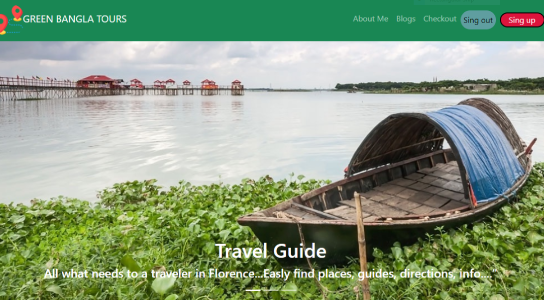 GREEN BANGLA TOURS
About Me
Blogs
Checkout
Sing out
Sing up
Travel Guide
All what needs to a traveler in Florence...Easly find places, guides, directions, info...